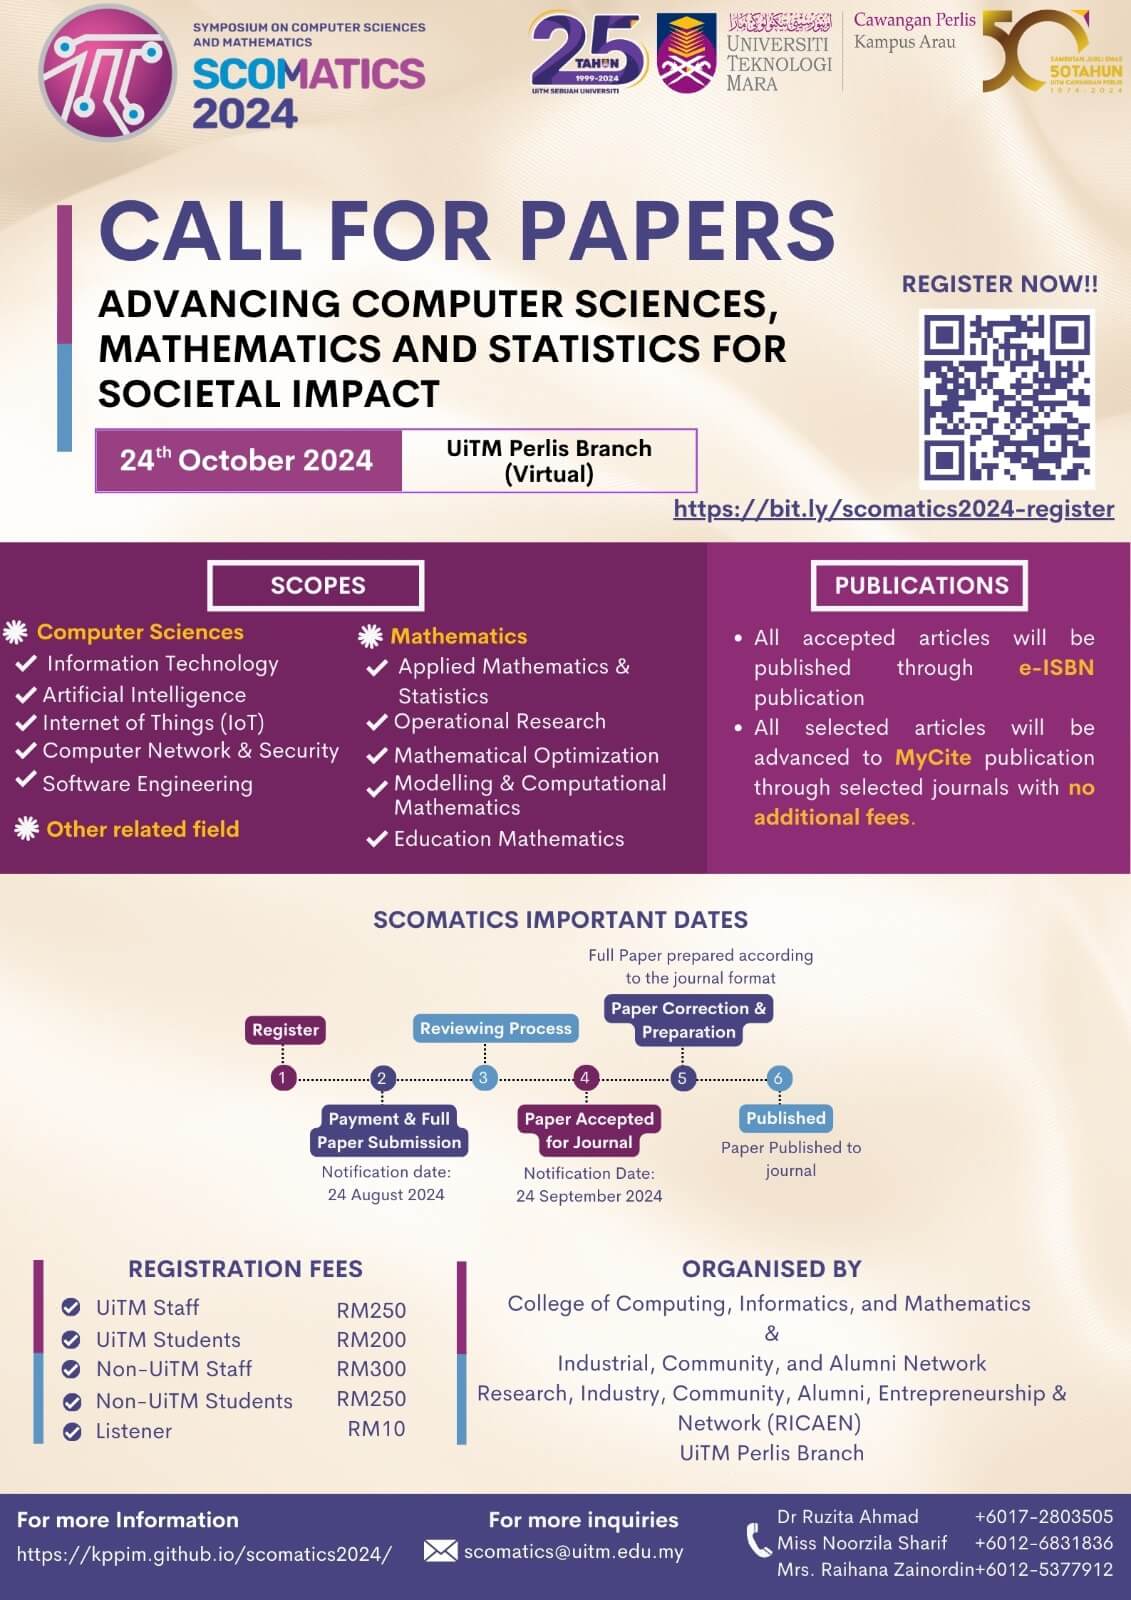 SYMPOSIUM ON COMPUTER SCIENCES
AND MATHEMATICS
SCOMATICS
2024
25
TAHUN
1999-2024
UiTM SEBUAH UNIVERSITI
UNIVERSITI
TEKNOLOGI
MARA
Cawangan Perlis
Kampus Arau
50
SAMBUTAN JUBLI EMAS
50 TAHUN
UITM CAWANGAN PERLIS
1974-2024
CALL FOR PAPERS
ADVANCING COMPUTER SCIENCES,
MATHEMATICS AND STATISTICS FOR
SOCIETAL IMPACT
24th October 2024
UiTM Perlis Branch
(Virtual)
REGISTER NOW!!
https://bit.ly/scomatics2024-register
SCOPES
Computer Sciences
Information Technology
Artificial Intelligence
Internet of Things (IoT)
Computer Network & Security
Software Engineering
Other related field
Mathematics
Applied Mathematics &
Statistics
Operational Research
Mathematical Optimization
Modelling & Computational
Mathematics
Education Mathematics
PUBLICATIONS
• All accepted articles will be
published through e-ISBN
publication
• All selected articles will be
advanced to MyCite publication
through selected journals with no
additional fees.
SCOMATICS IMPORTANT DATES
Full Paper prepared according
to the journal format
Register
Reviewing Process
Paper Correction &
Preparation
1
2
3
4
5
6
Payment & Full
Paper Submission
Notification date:
24 August 2024
Paper Accepted
for Journal
Notification Date:
24 September 2024
Published
Paper Published to
journal
REGISTRATION FEES
UiTM Staff RM250
UiTM Students RM200
Non-UiTM Staff RM300
Non-UiTM Students RM250
Listener RM10
ORGANISED BY
College of Computing, Informatics, and Mathematics
&
Industrial, Community, and Alumni Network
Research, Industry, Community, Alumni, Entrepreneurship &
Network (RICAEN)
UiTM Perlis Branch
For more Information
https://kppim.github.io/scomatics2024/
For more inquiries
scomatics@uitm.edu.my
Dr Ruzita Ahmad +6017-2803505
Miss Noorzila Sharif +6012-6831836
Mrs. Raihana Zainordin+6012-5377912